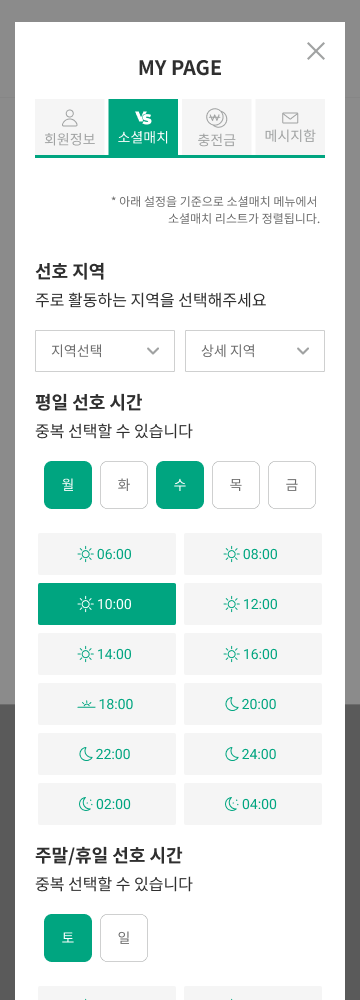 MY PAGE
회원정보
VS
소셜매치
충전금
메시지함
* 아래 설정을 기준으로 소셜매치 메뉴에서
소셜매치 리스트가 정렬됩니다.
선호 지역
주로 활동하는 지역을 선택해주세요
지역선택
상세 지역
평일 선호 시간
중복 선택할 수 있습니다
월
화
수
목
금
06:00
08:00
10:00
12:00
14:00
16:00
18:00
20:00
22:00
24:00
02:00
04:00
주말/휴일 선호 시간
중복 선택할 수 있습니다
토
일